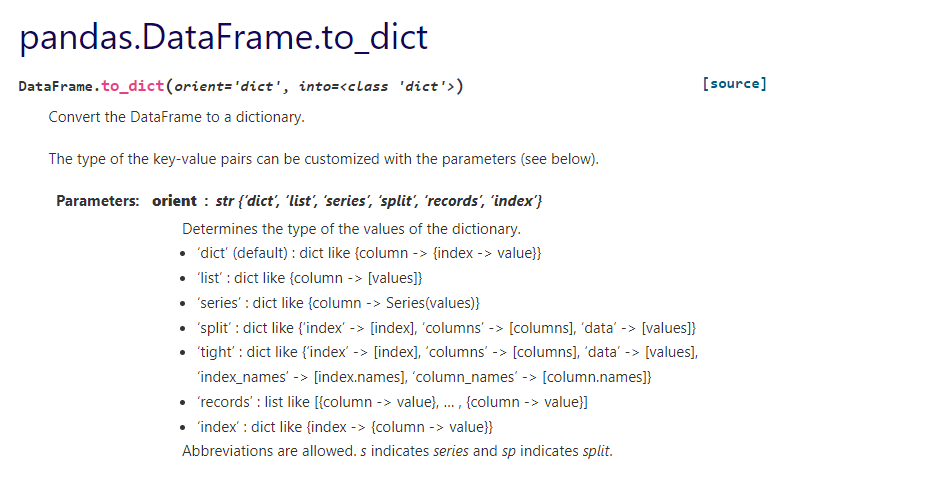 pandas.DataFrame.to_dict
DataFrame.to_dict(orient='dict', into=<class 'dict'>) [source]
Convert the DataFrame to a dictionary.
The type of the key-value pairs can be customized with the parameters (see below).
Parameters: orient : str {‘dict’, ‘list’, ‘series’, ‘split’, ‘records’, ‘index’}
Determines the type of the values of the dictionary.
• ‘dict’ (default) : dict like {column -> {index -> value}}
• ‘list’ : dict like {column -> [values]}
• ‘series’ : dict like {column -> Series(values)}
• ‘split’ : dict like {‘index’ -> [index], ‘columns’ -> [columns], ‘data’ -> [values]}
• ‘tight’ : dict like {‘index’ -> [index], ‘columns’ -> [columns], ‘data’ -> [values],
‘index_names’ -> [index.names], ‘column_names’ -> [column.names]}
• ‘records’ : list like [{column -> value}, … , {column -> value}]
• ‘index’ : dict like {index -> {column -> value}}
Abbreviations are allowed. s indicates series and sp indicates split.